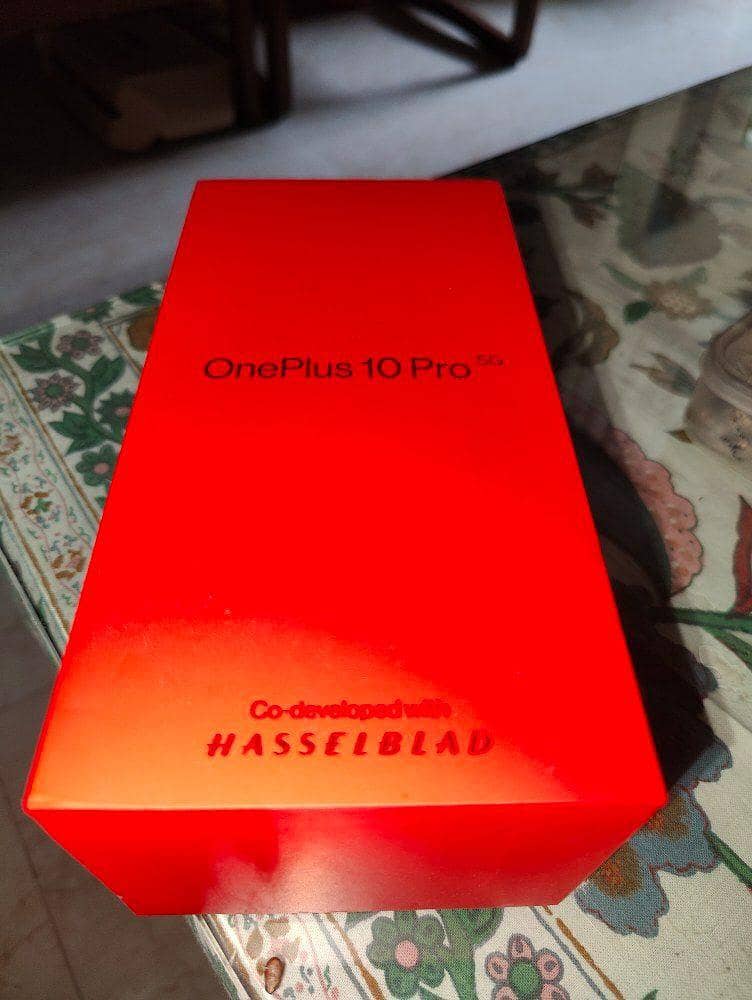 OnePlus 10 Pro 5G
Co-developed with
HASSELBLAD